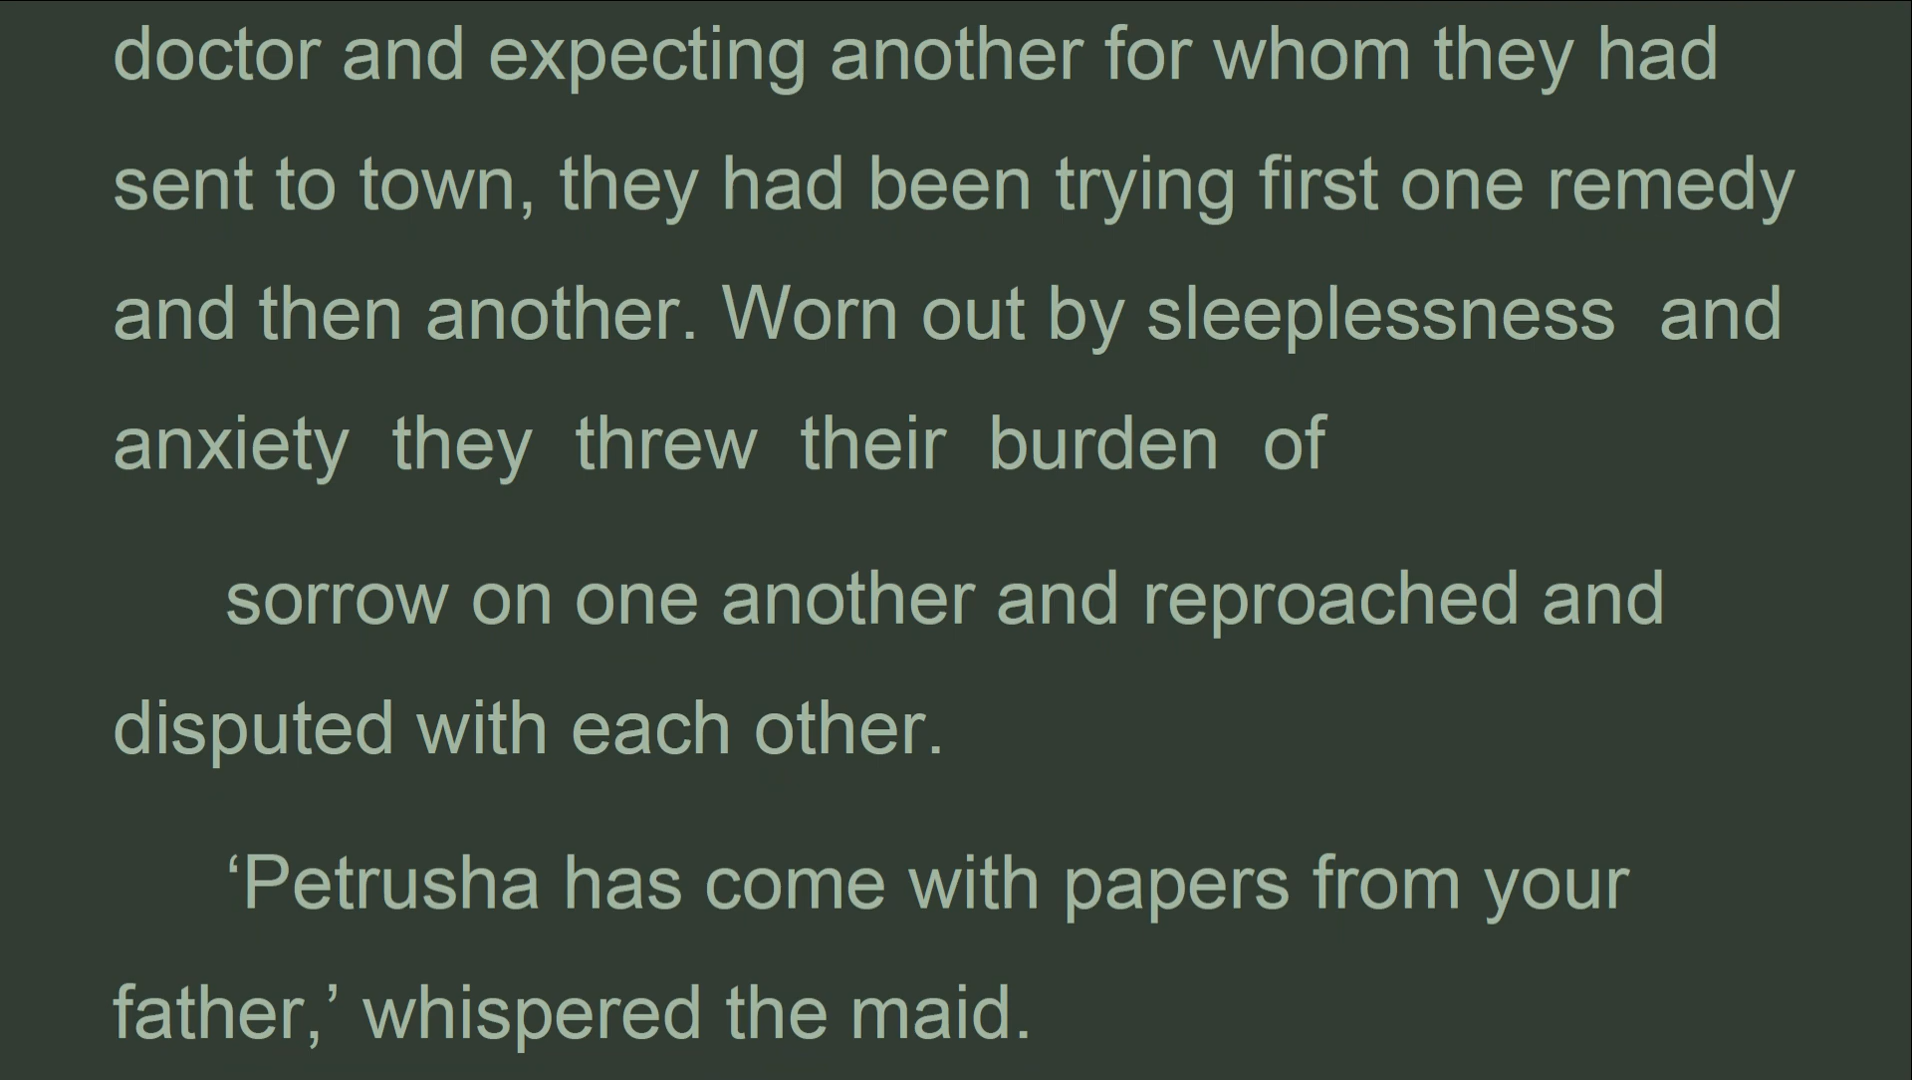 doctor and expecting another for whom they had
sent to town, they had been trying first one remedy
and then another. Worn out by sleeplessness  and
anxiety  they  threw  their  burden  of
sorrow on one another and reproached and
disputed with each other.
‘Petrusha has come with papers from your
father,’ whispered the maid.